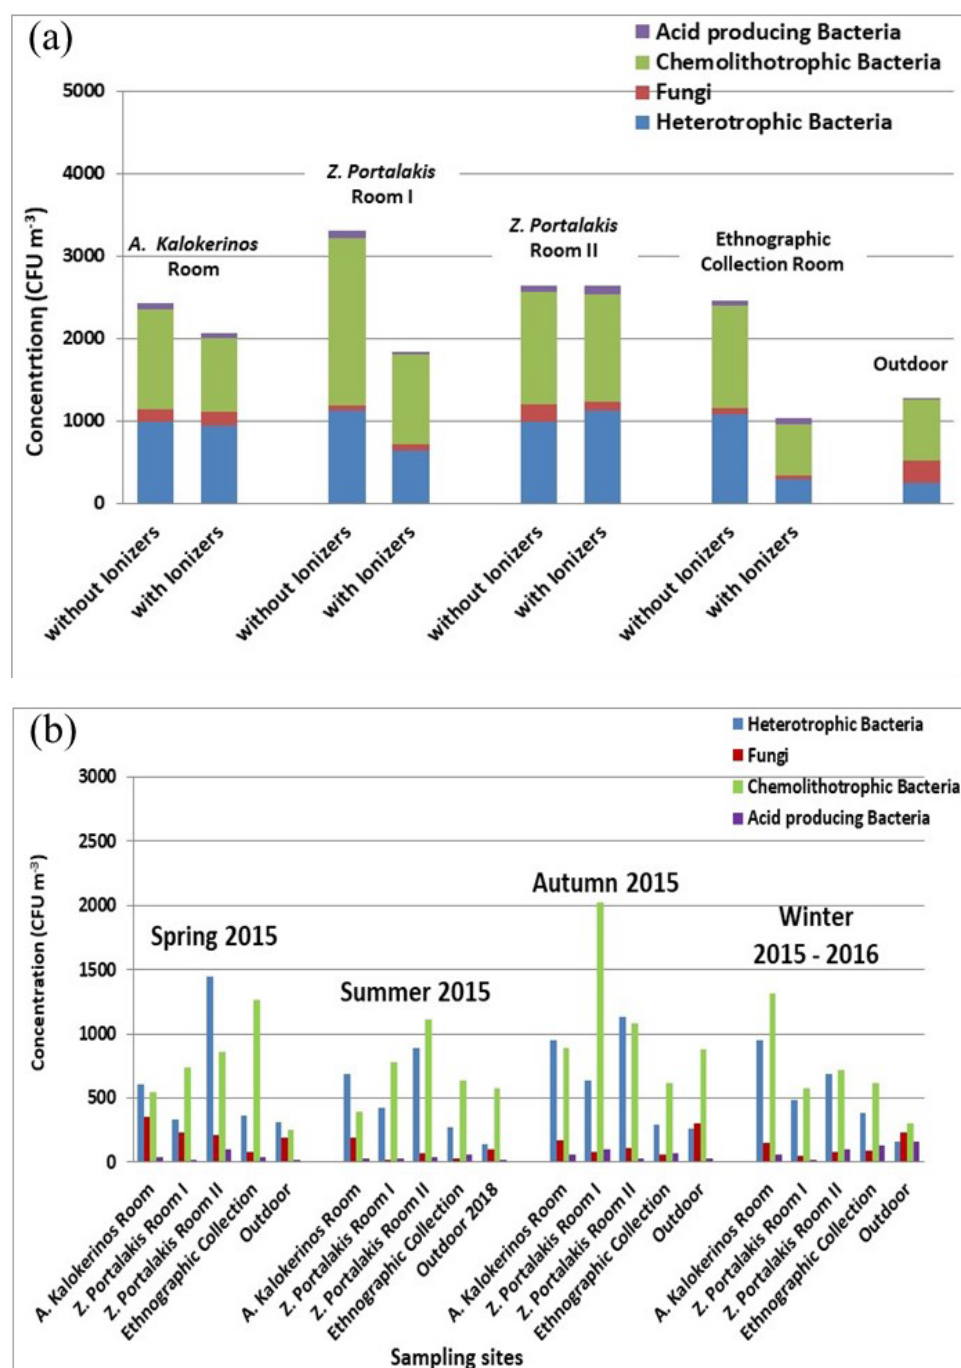 (a)
Acid producing Bacteria
Chemolithotrophic Bacteria
Fungi
Heterotrophic Bacteria
Concentrtionη (CFU m⁻³)
5000
4000
3000
2000
1000
0
A. Kalokerinos
Room
Z. Portalakis
Room I
Z. Portalakis
Room II
Ethnographic
Collection Room
Outdoor
without Ionizers
with Ionizers
without Ionizers
with Ionizers
without Ionizers
with Ionizers
without Ionizers
with Ionizers
(b)
Heterotrophic Bacteria
Fungi
Chemolithotrophic Bacteria
Acid producing Bacteria
Concentration (CFU m⁻³)
3000
2500
2000
1500
1000
500
0
Spring 2015
Summer 2015
Autumn 2015
Winter
2015 - 2016
A. Kalokerinos Room
Z. Portalakis Room I
Z. Portalakis Room II
Ethnographic Collection
Outdoor
A. Kalokerinos Room
Z. Portalakis Room I
Z. Portalakis Room II
Ethnographic Collection
Outdoor 2018
A. Kalokerinos Room
Z. Portalakis Room I
Z. Portalakis Room II
Ethnographic Collection
Outdoor
A. Kalokerinos Room
Z. Portalakis Room I
Z. Portalakis Room II
Ethnographic Collection
Outdoor
Sampling sites